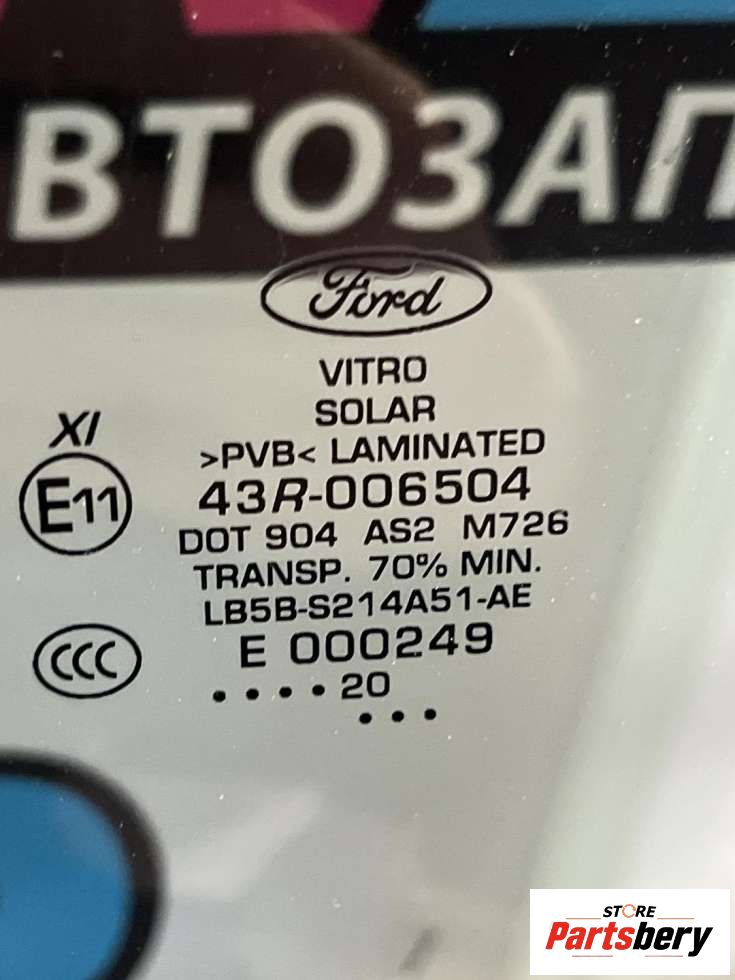 ВТОЗАП
Ford
VITRO
SOLAR
XI
>PVB< LAMINATED
E11
43R-006504
DOT 904 AS2 M726
TRANSP. 70% MIN.
LB5B-S214A51-AE
CCC
E 000249
....20
...
STORE
Partsbery